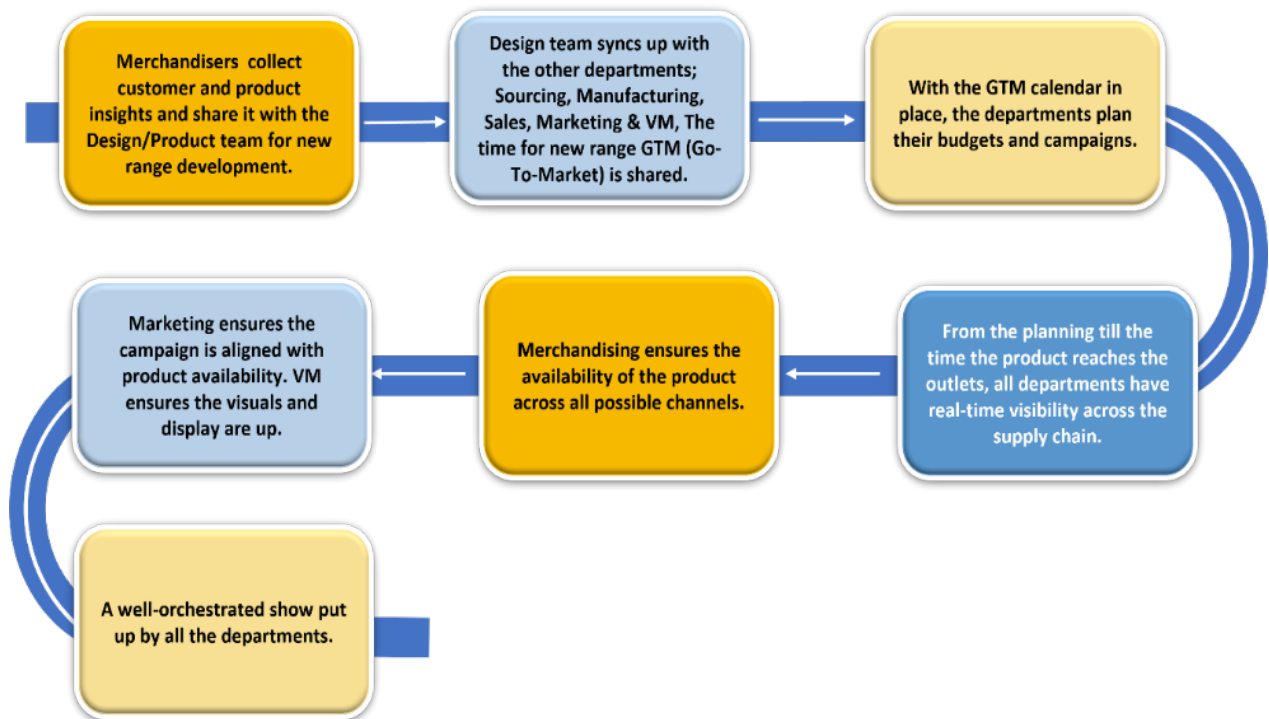 Merchandisers collect
customer and product
insights and share it with the
Design/Product team for new
range development.
Design team syncs up with
the other departments;
Sourcing, Manufacturing,
Sales, Marketing & VM, The
time for new range GTM (Go-
To-Market) is shared.
With the GTM calendar in
place, the departments plan
their budgets and campaigns.
From the planning till the
time the product reaches the
outlets, all departments have
real-time visibility across the
supply chain.
Merchandising ensures the
availability of the product
across all possible channels.
Marketing ensures the
campaign is aligned with
product availability. VM
ensures the visuals and
display are up.
A well-orchestrated show put
up by all the departments.